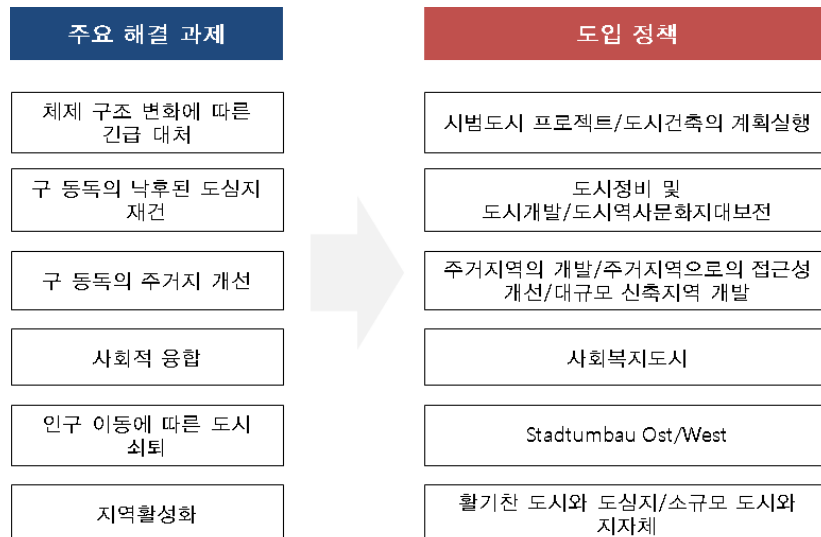 주요 해결 과제
도입 정책
체제 구조 변화에 따른
긴급 대처
시범도시 프로젝트/도시건축의 계획실행
구 동독의 낙후된 도심지
재건
도시정비 및
도시개발/도시역사문화지대보전
구 동독의 주거지 개선
주거지역의 개발/주거지역으로의 접근성
개선/대규모 신축지역 개발
사회적 융합
사회복지도시
인구 이동에 따른 도시
쇠퇴
Stadtumbau Ost/West
지역활성화
활기찬 도시와 도심지/소규모 도시와
지자체